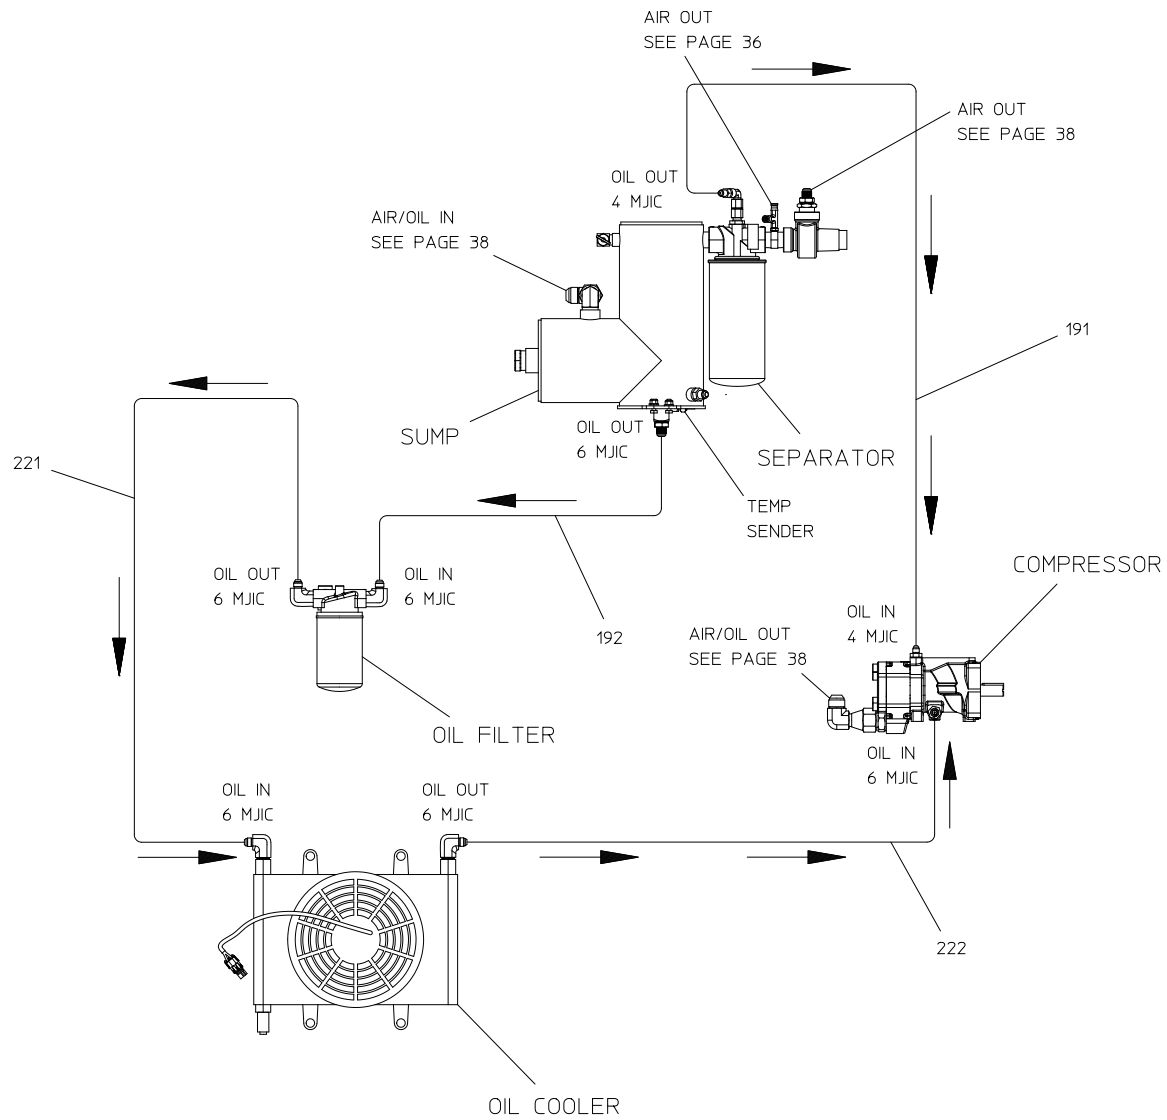 AIR OUT
SEE PAGE 36
AIR OUT
SEE PAGE 38
OIL OUT
4 MJIC
AIR/OIL IN
SEE PAGE 38
191
SUMP
OIL OUT
6 MJIC
SEPARATOR
221
TEMP
SENDER
COMPRESSOR
OIL OUT
6 MJIC
OIL IN
6 MJIC
OIL IN
4 MJIC
192
AIR/OIL OUT
SEE PAGE 38
OIL FILTER
OIL IN
6 MJIC
OIL IN
6 MJIC
OIL OUT
6 MJIC
222
OIL COOLER